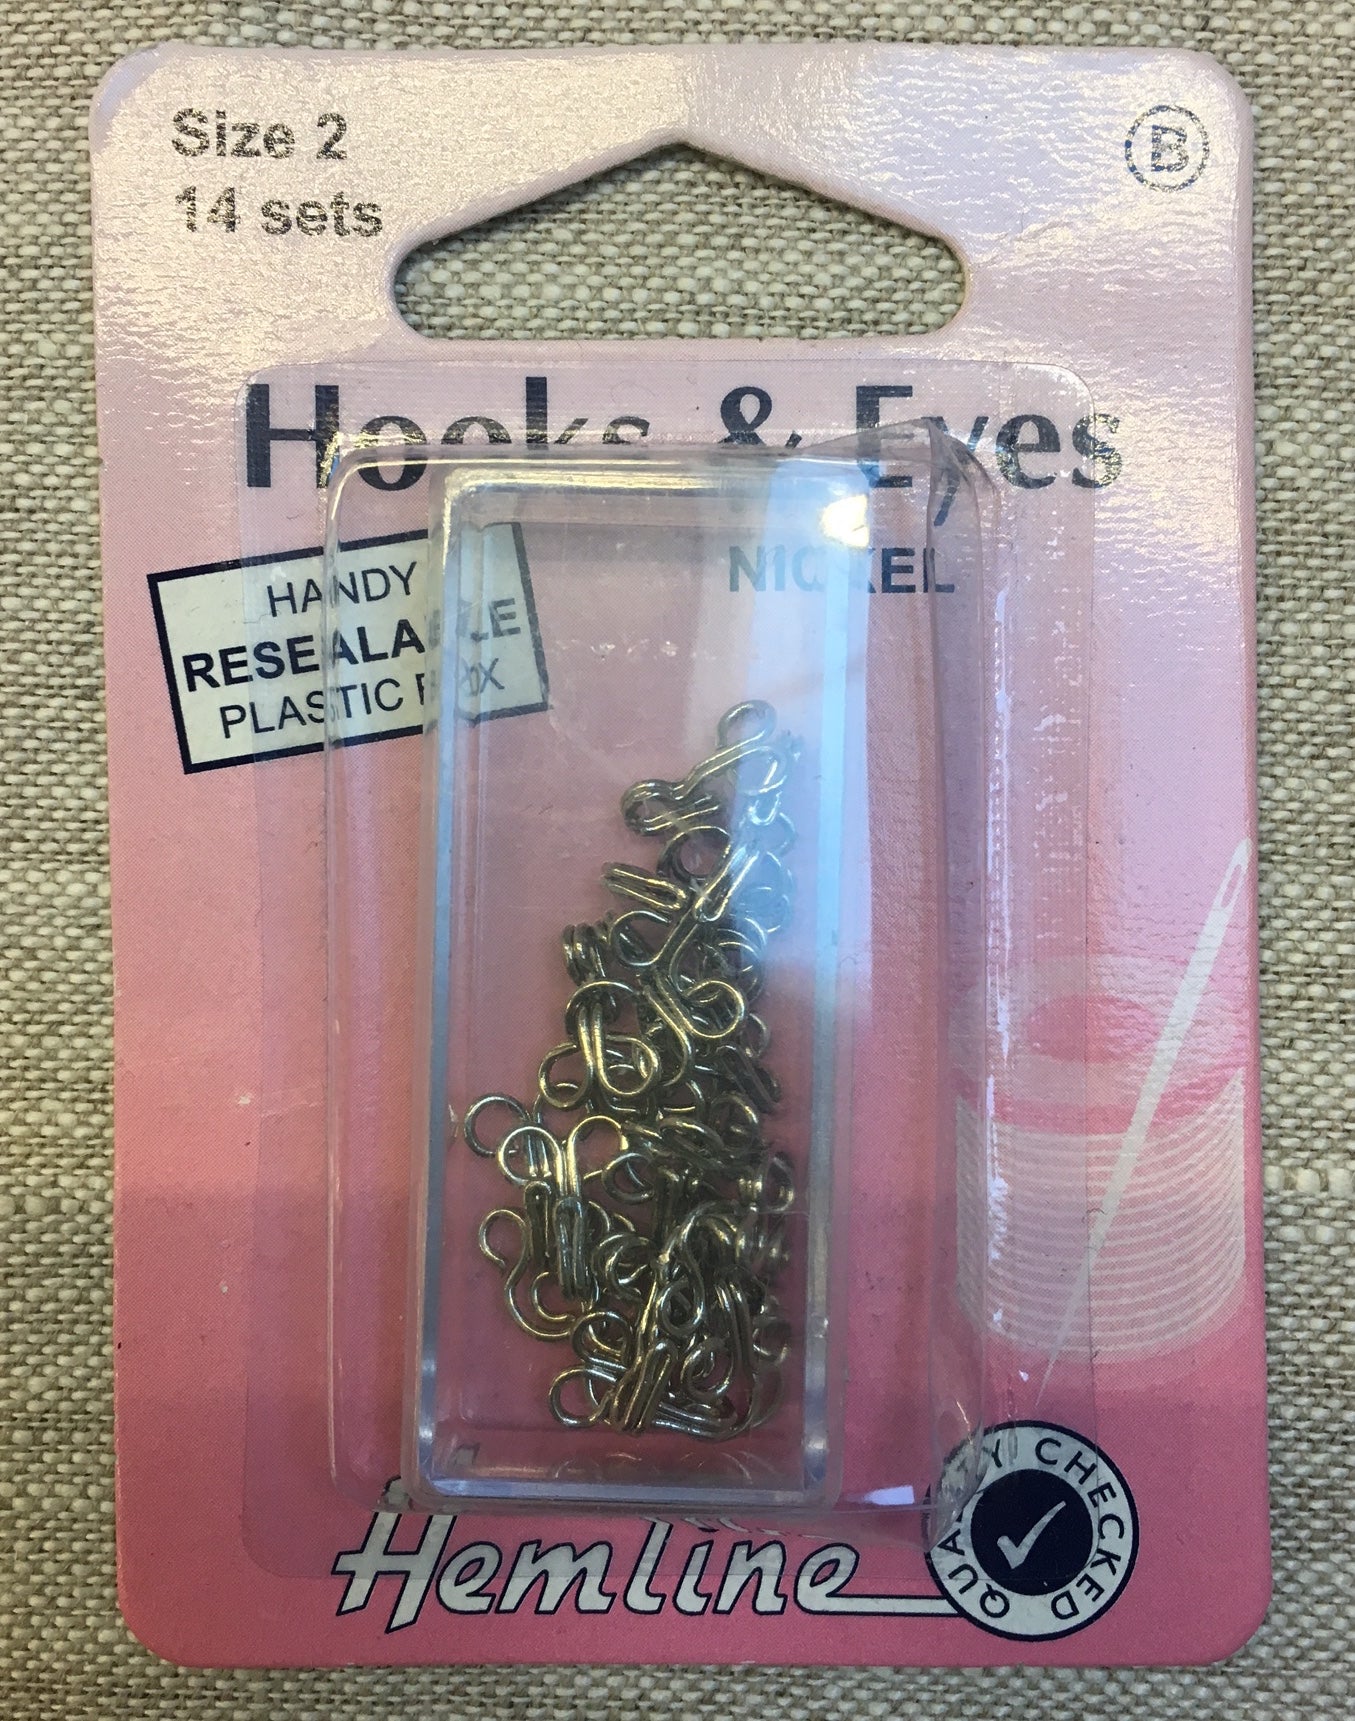 Size 2
14 sets
B
Hooks & Eyes
NICKEL
HANDY
RESEALABLE
PLASTIC BOX
Hemline
QUALITY CHECKED